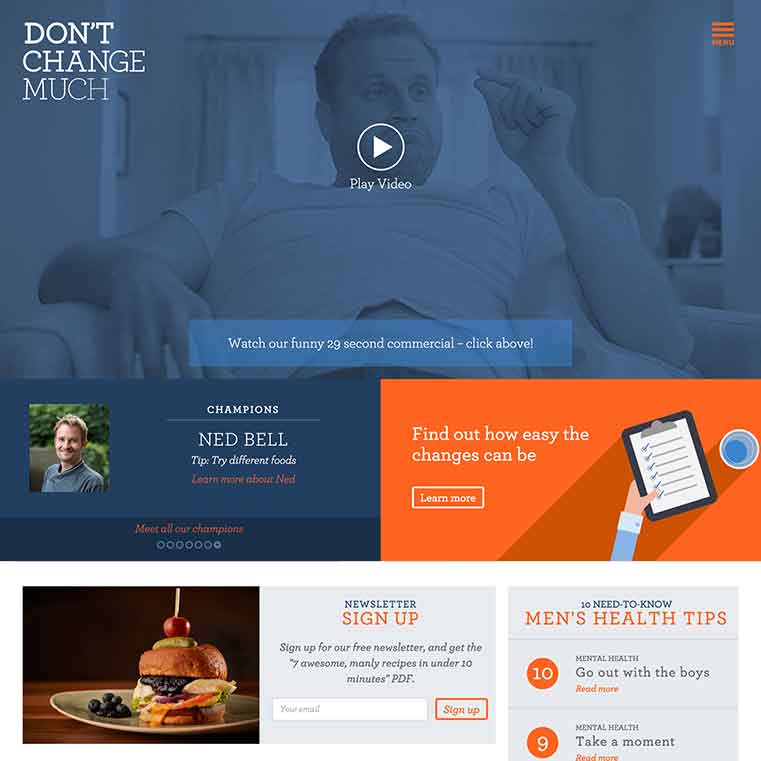 DON'T
CHANGE
MUCH
MENU
Play Video
Watch our funny 29 second commercial – click above!
CHAMPIONS
NED BELL
Tip: Try different foods
Learn more about Ned
Meet all our champions
Find out how easy the
changes can be
Learn more
NEWSLETTER
SIGN UP
Sign up for our free newsletter, and get the
"7 awesome, manly recipes in under 10
minutes" PDF.
Your email
Sign up
10 NEED-TO-KNOW
MEN'S HEALTH TIPS
10
MENTAL HEALTH
Go out with the boys
Read more
9
MENTAL HEALTH
Take a moment
Read more